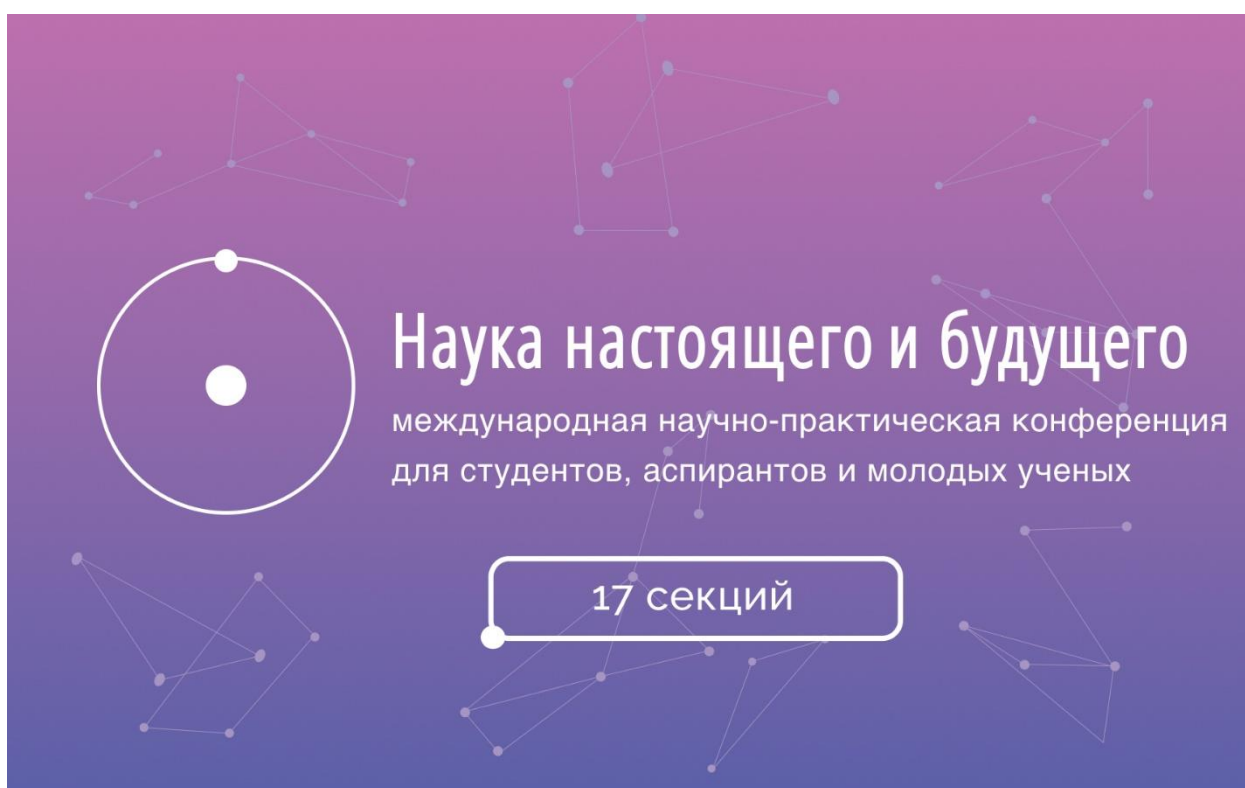 Наука настоящего и будущего
международная научно-практическая конференция
для студентов, аспирантов и молодых ученых
17 секций